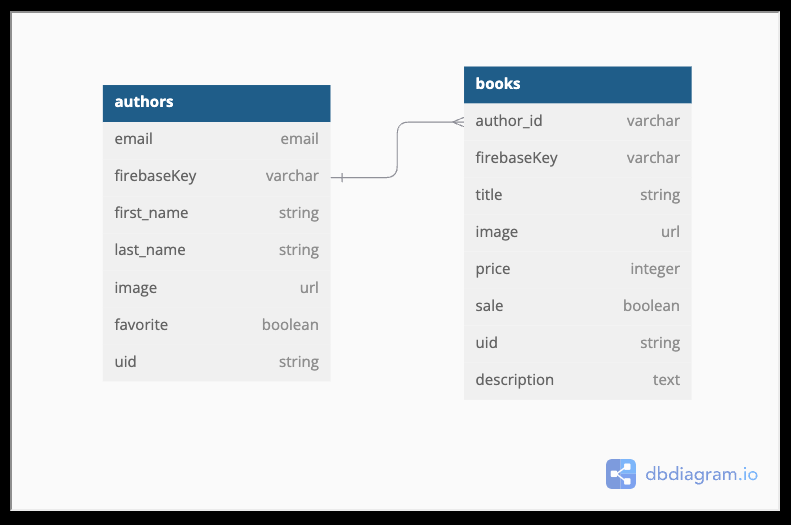 authors
email email
firebaseKey varchar
first_name string
last_name string
image url
favorite boolean
uid string
books
author_id varchar
firebaseKey varchar
title string
image url
price integer
sale boolean
uid string
description text
dbdiagram.io